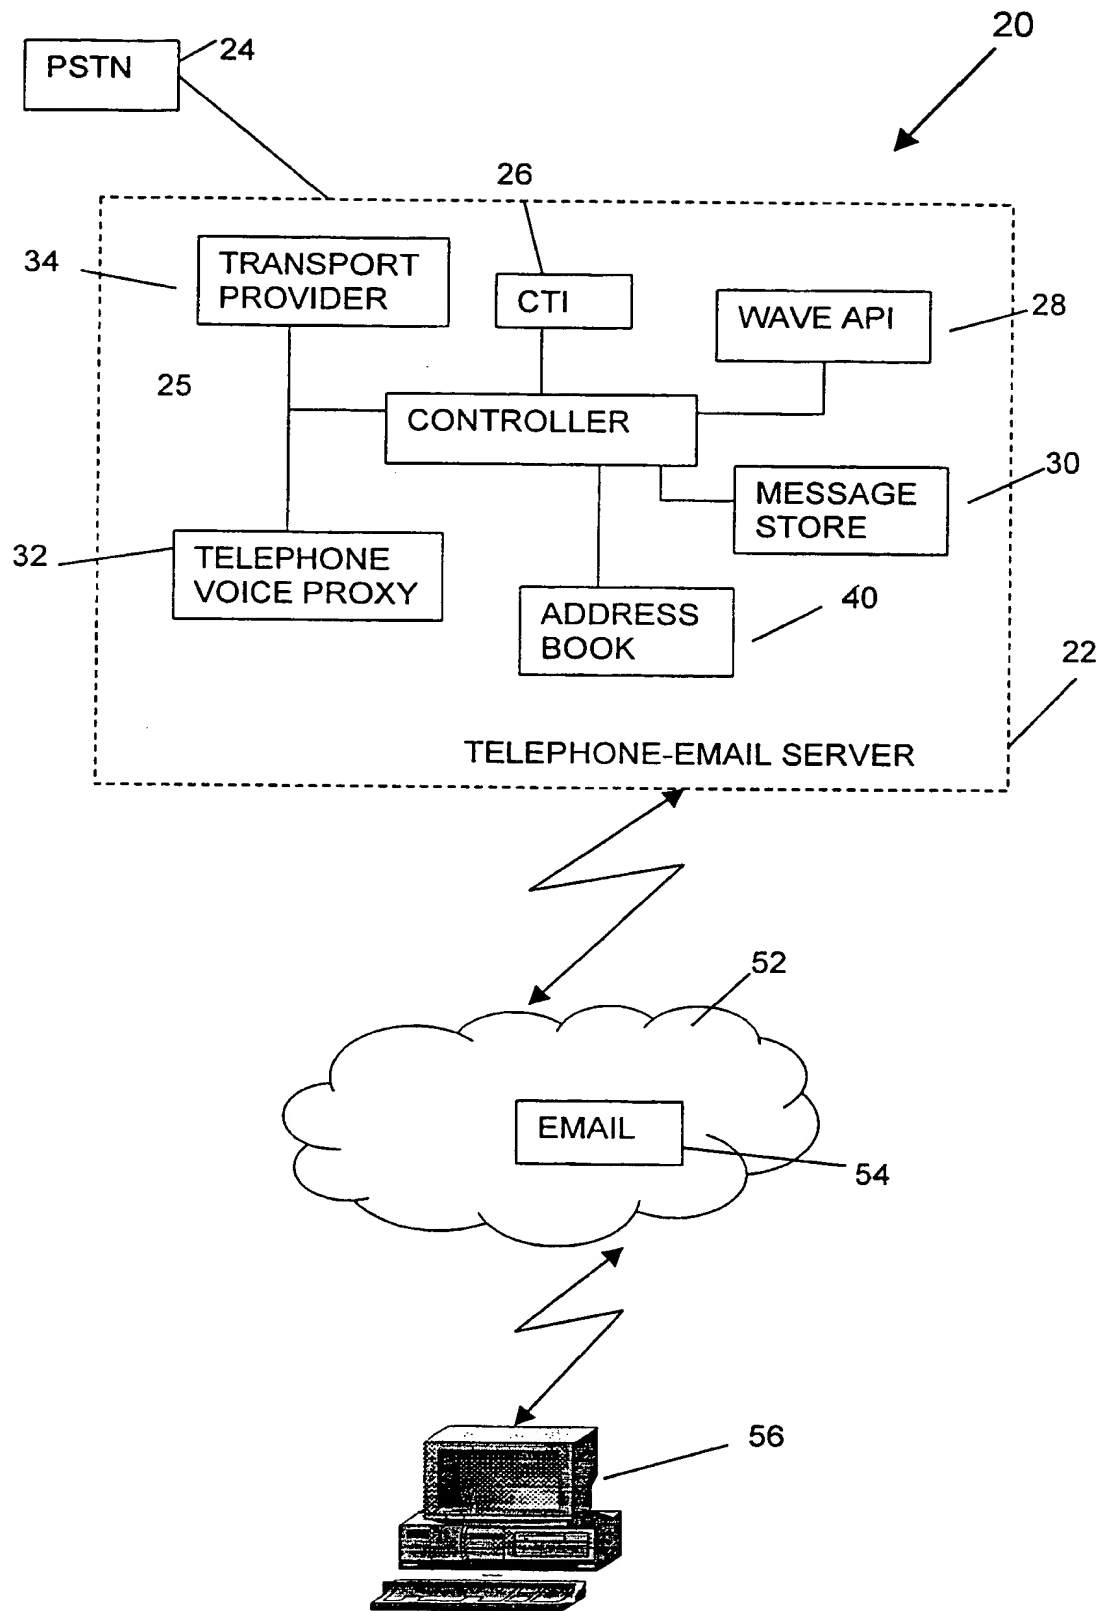 20
PSTN
24
26
34
TRANSPORT
PROVIDER
CTI
WAVE API
28
25
CONTROLLER
30
MESSAGE
STORE
32
TELEPHONE
VOICE PROXY
40
ADDRESS
BOOK
22
TELEPHONE-EMAIL SERVER
52
EMAIL
54
56